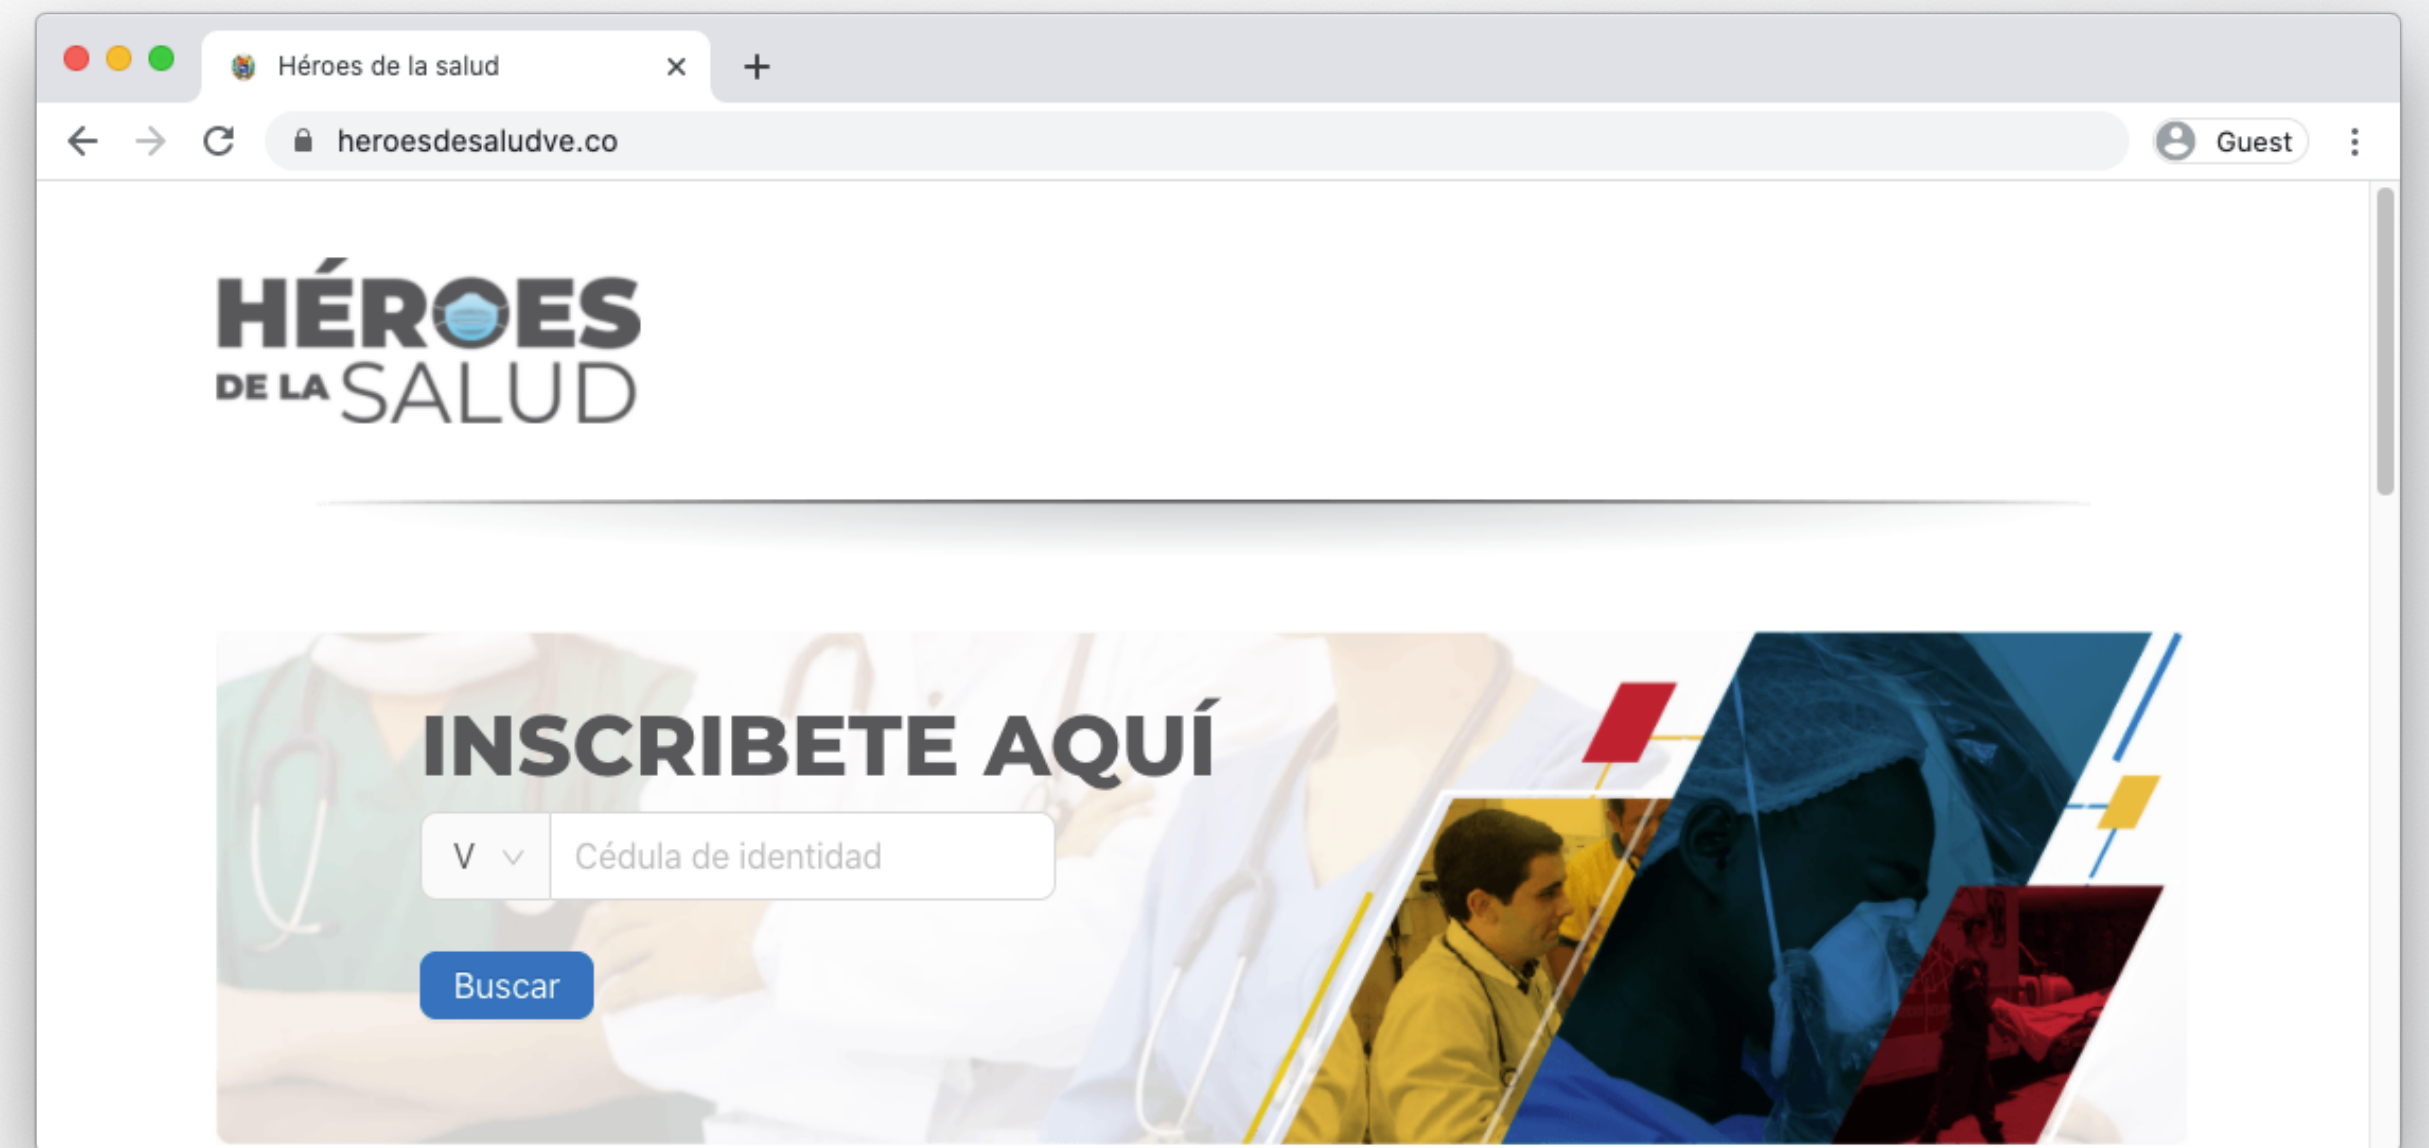 Héroes de la salud
heroesdesaludve.co
Guest
HÉROES
DE LA SALUD
INSCRIBETE AQUÍ
V
Cédula de identidad
Buscar